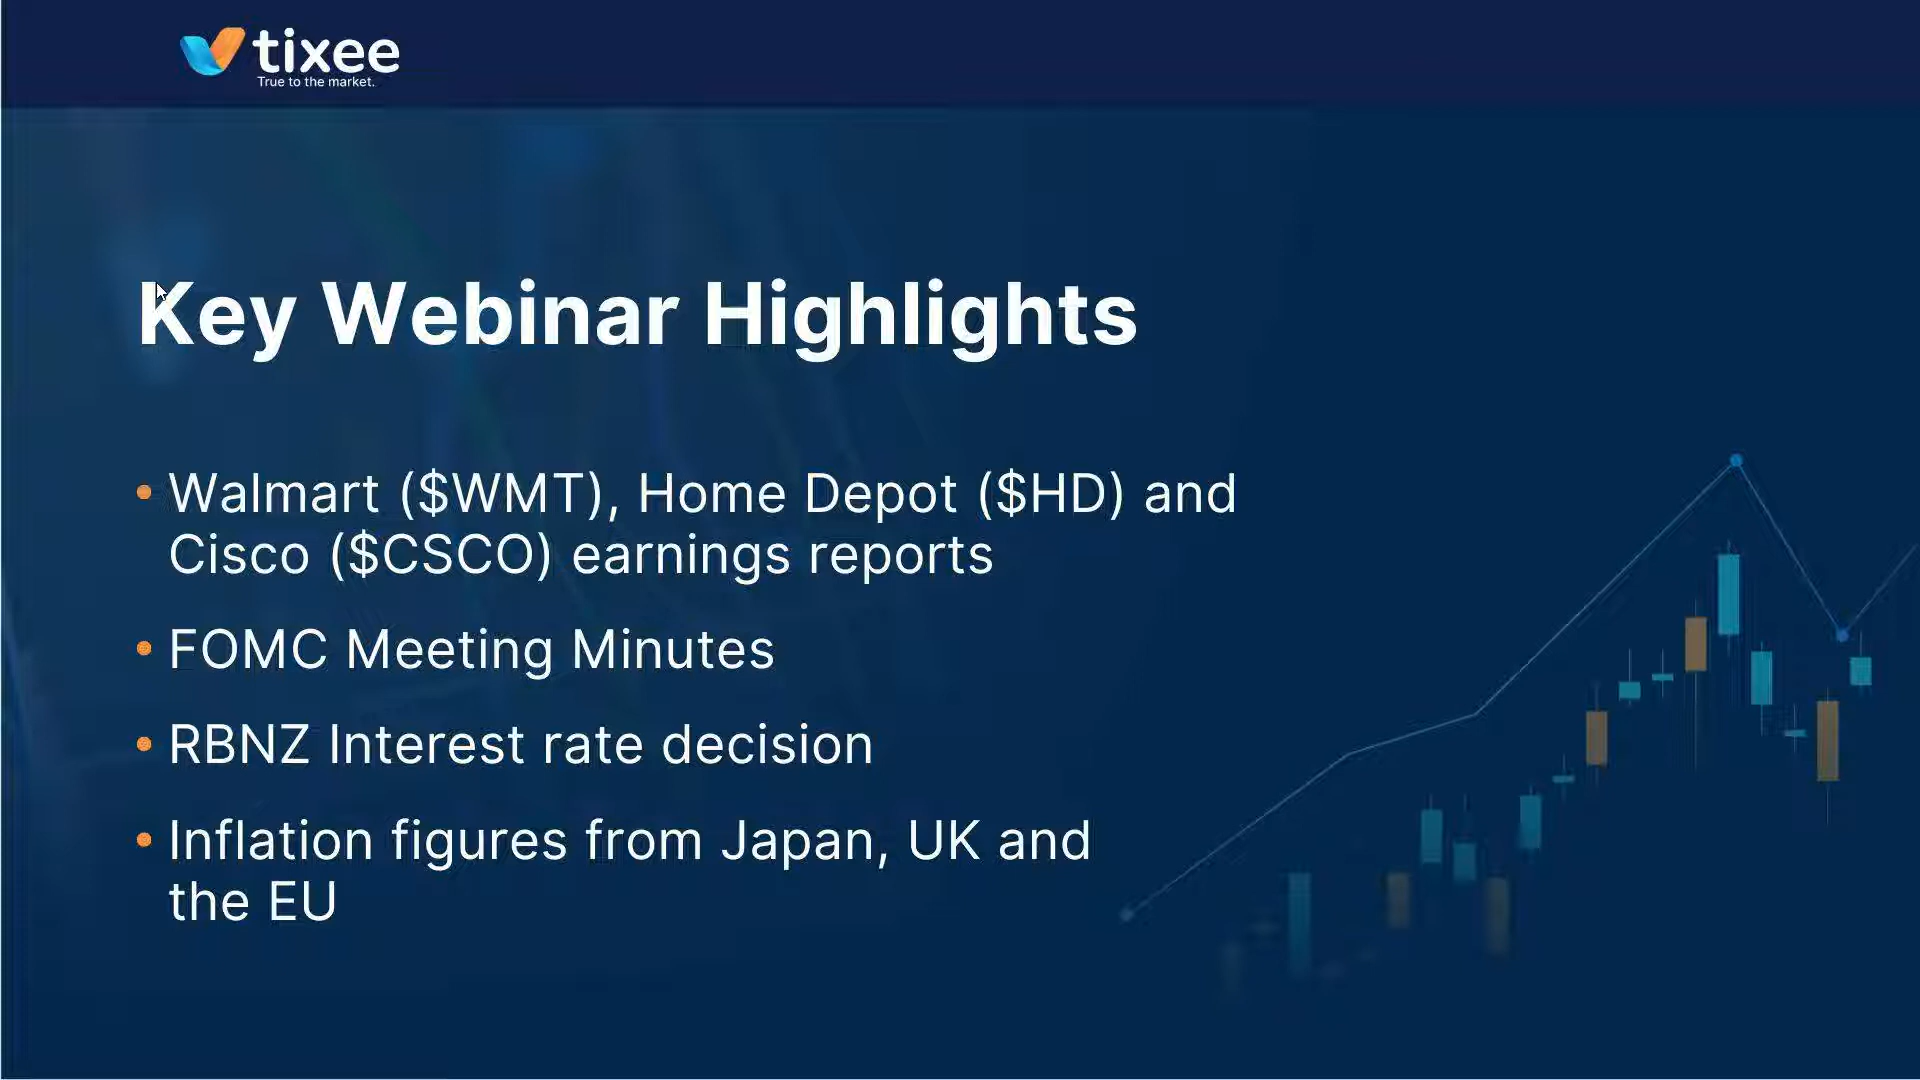 tixee
True to the market.
Key Webinar Highlights
• Walmart ($WMT), Home Depot ($HD) and
Cisco ($CSCO) earnings reports
• FOMC Meeting Minutes
• RBNZ Interest rate decision
• Inflation figures from Japan, UK and
the EU